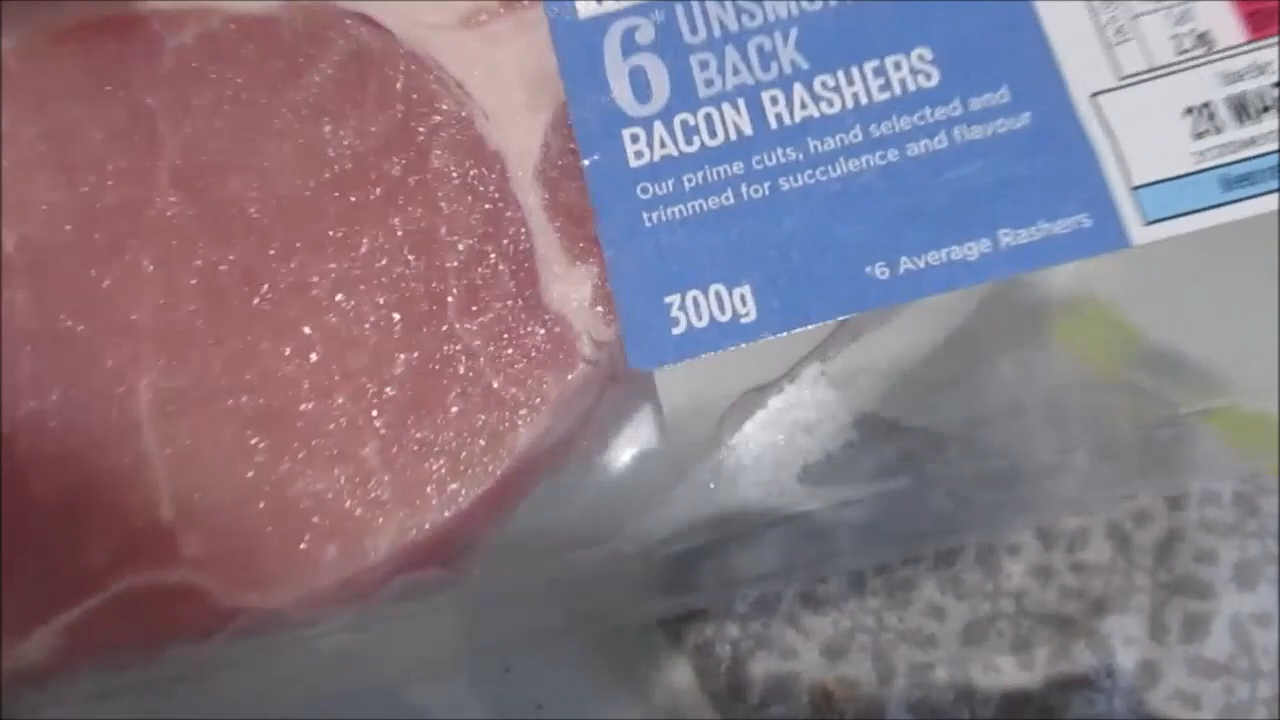 6* UNSMO
BACK
BACON RASHERS
Our prime cuts, hand selected and
trimmed for succulence and flavour
*6 Average Rashers
300g